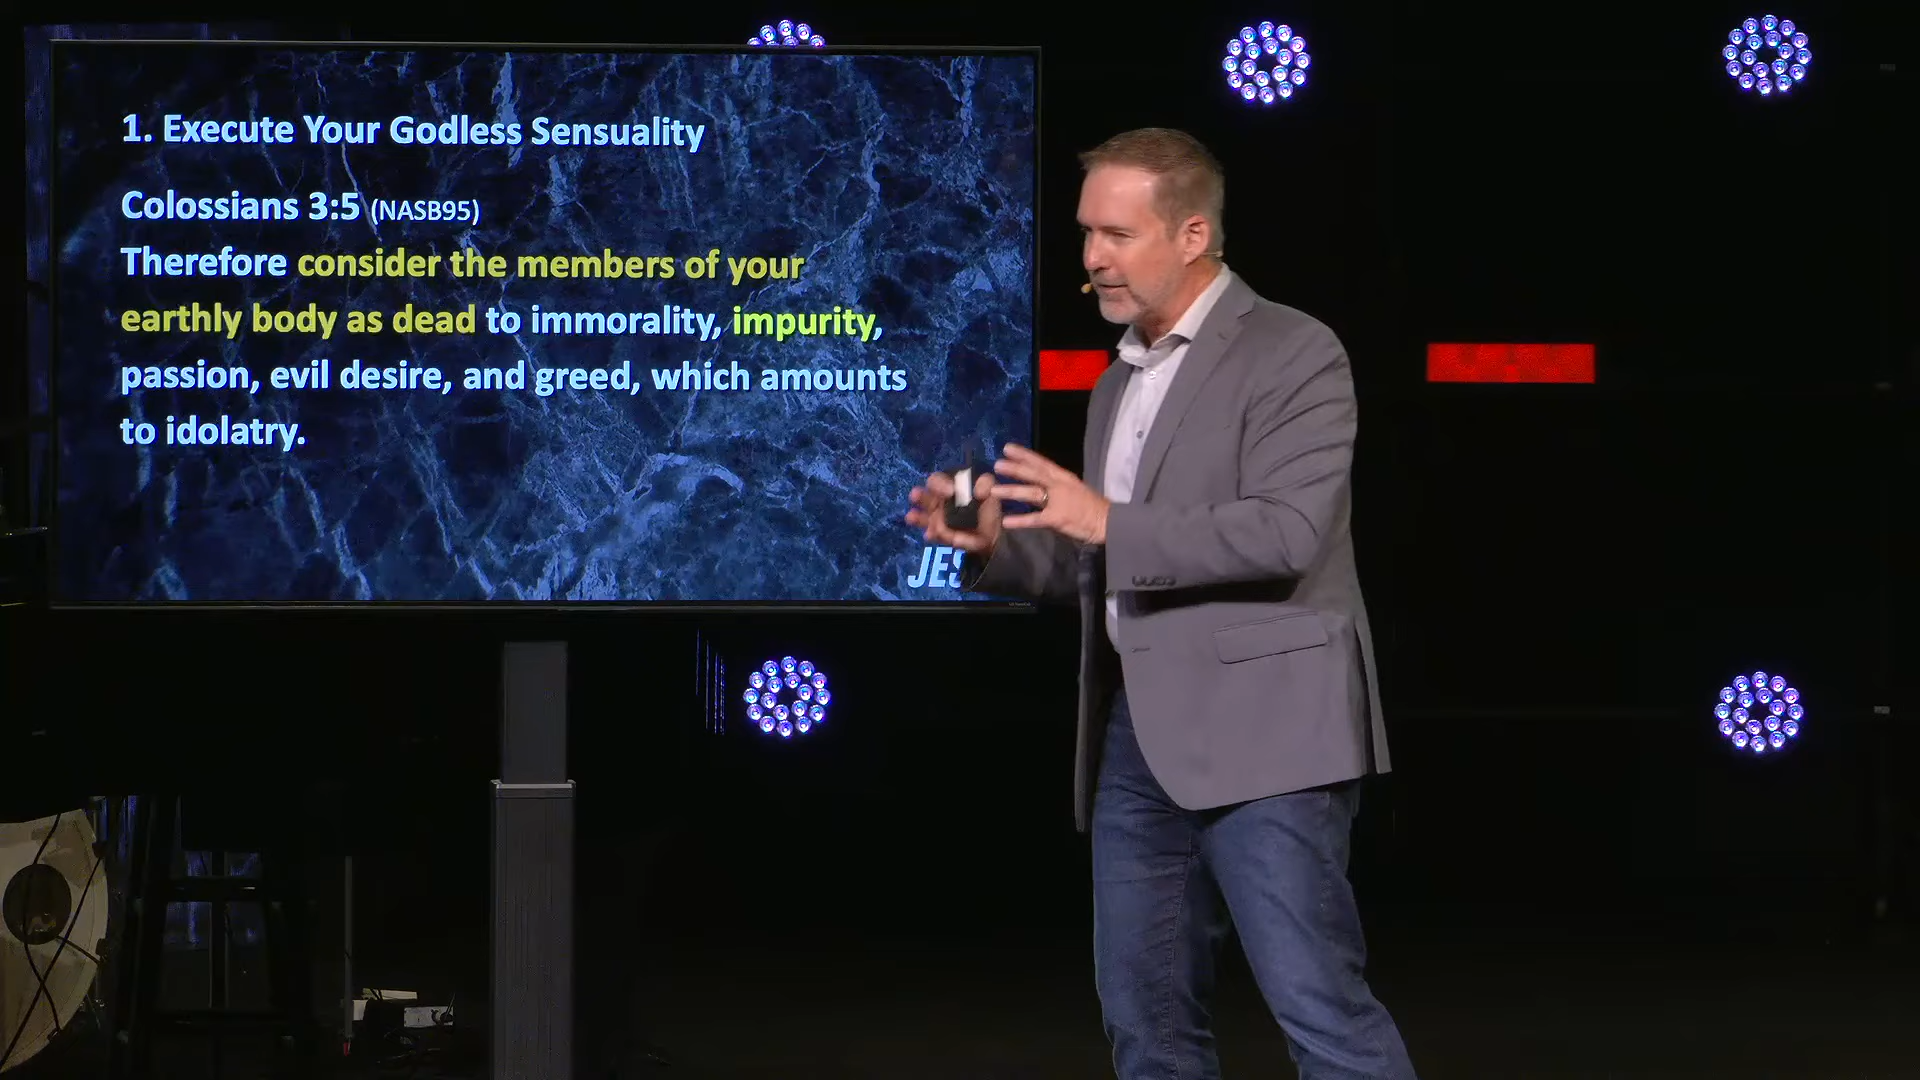 1. Execute Your Godless Sensuality
Colossians 3:5 (NASB95)
Therefore consider the members of your
earthly body as dead to immorality, impurity,
passion, evil desire, and greed, which amounts
to idolatry.
JES